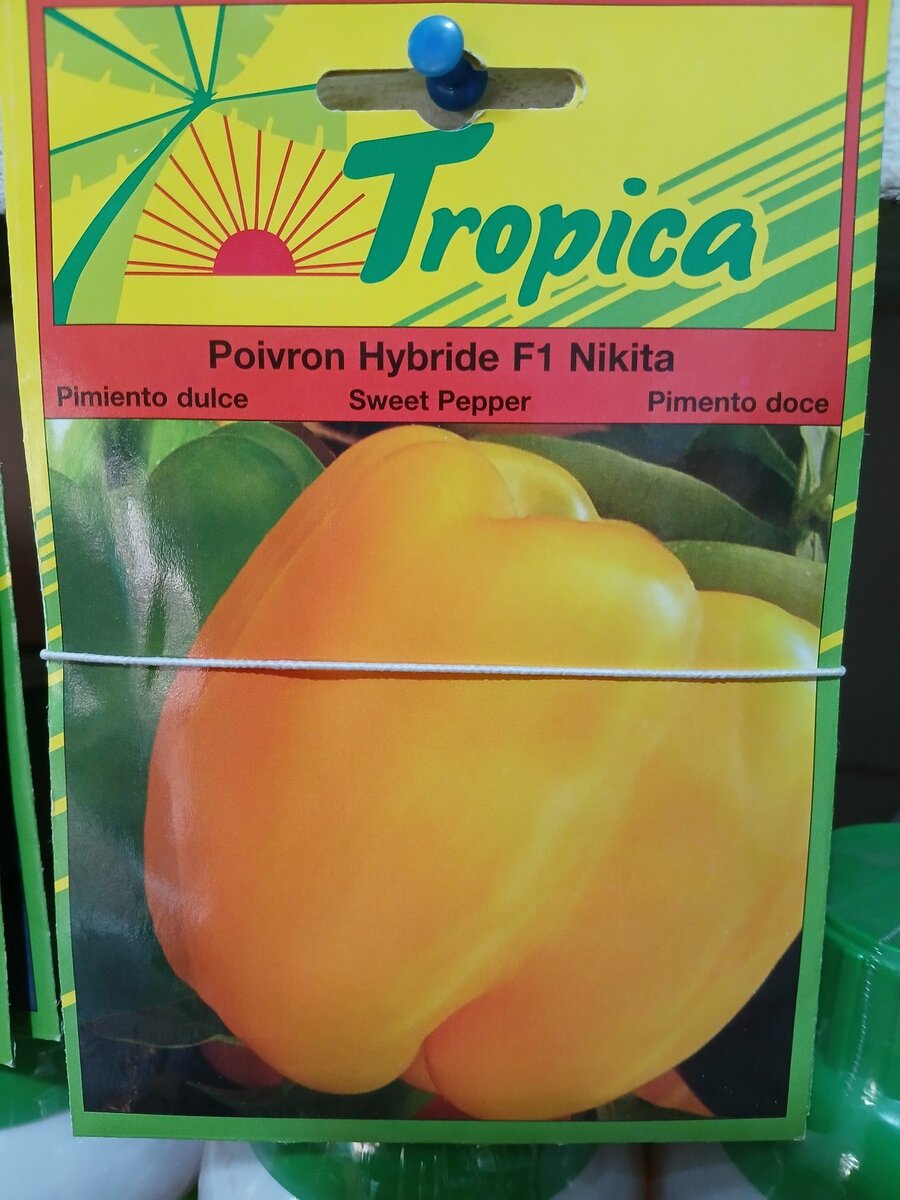 Tropica
Poivron Hybride F1 Nikita
Pimiento dulce Sweet Pepper Pimento doce